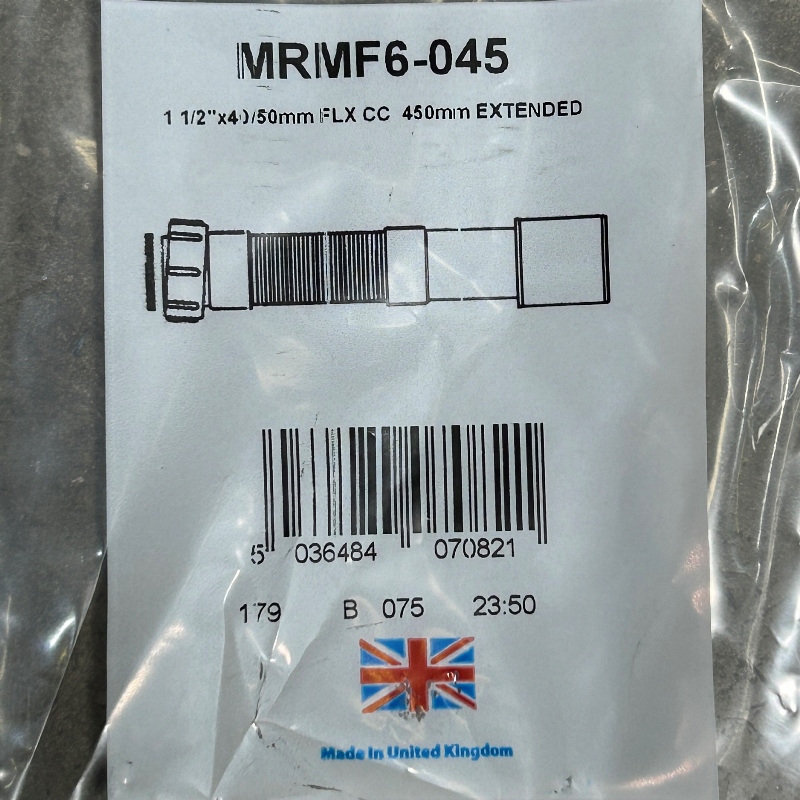 MRMF6-045
1 1/2"x40/50mm FLX CC 450mm EXTENDED
5 036484 070821
179 B 075 23:50
Made in United Kingdom